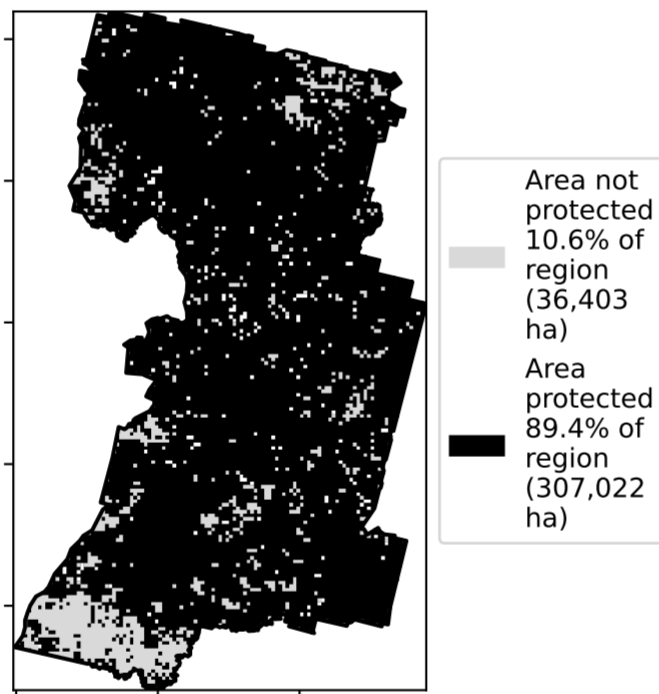 Area not
protected
10.6% of
region
(36,403
ha)
Area
protected
89.4% of
region
(307,022
ha)